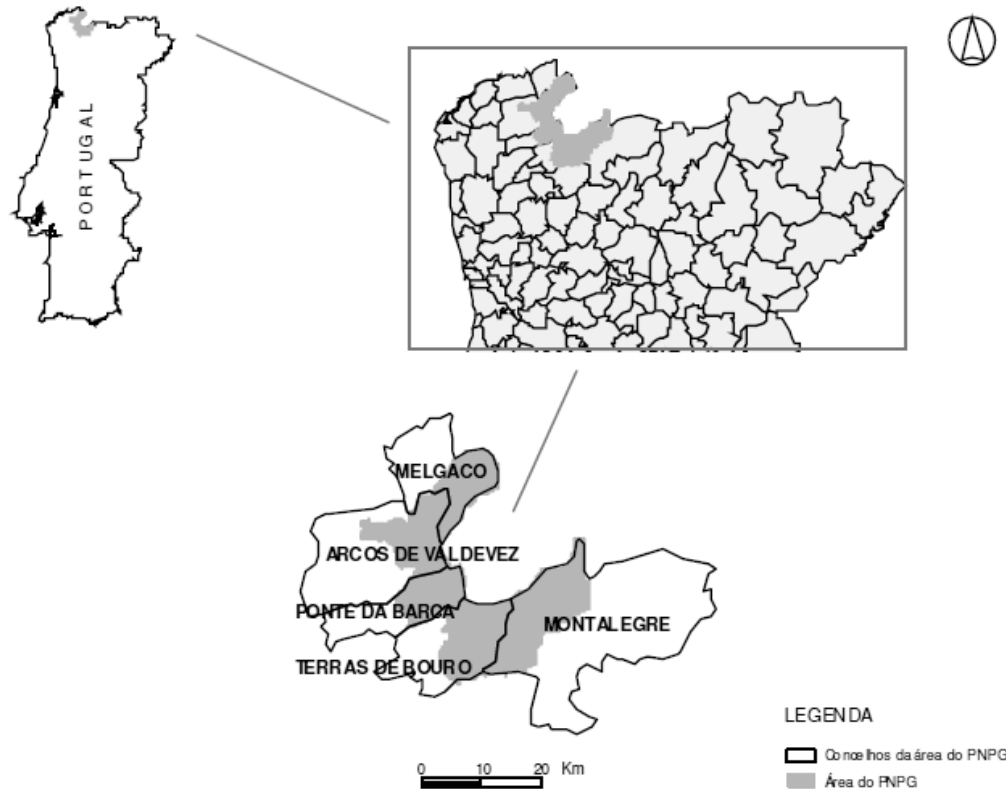 PORTUGAL
MELGACO
ARCOS DE VALDEVEZ
PONTE DA BARCA
MONTALEGRE
TERRAS DE BOURO
LEGENDA
Concelhos da área do PNPG
Área do PNPG
0 10 20 Km